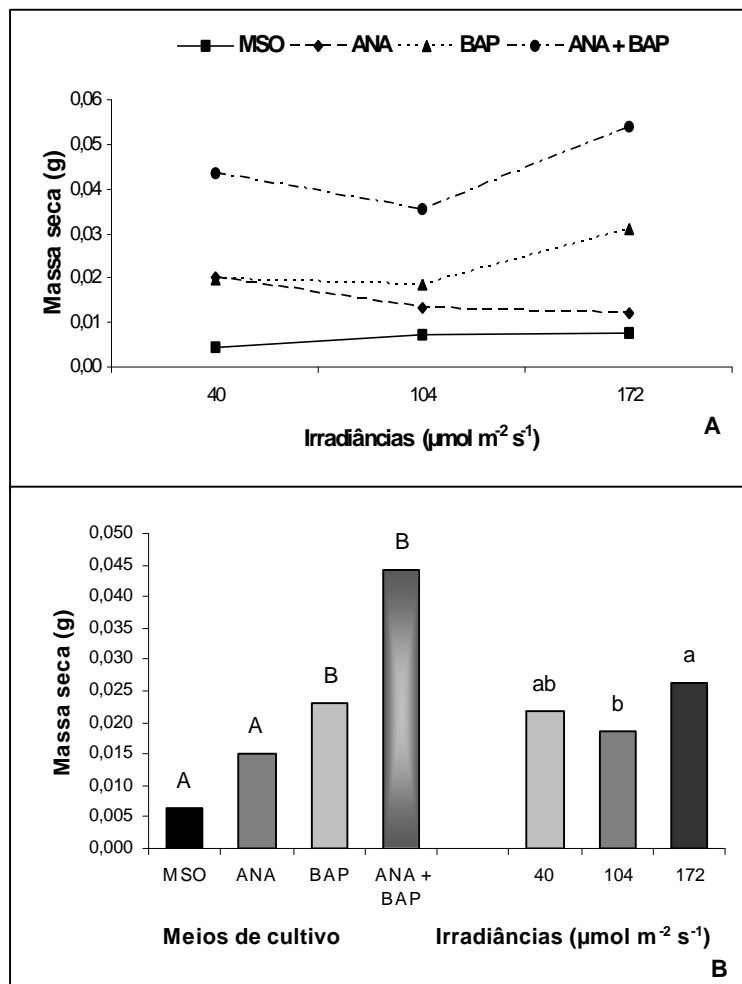 MSO ANA BAP ANA + BAP
0,06
0,05
0,04
0,03
0,02
0,01
0,00
Massa seca (g)
40 104 172
Irradiâncias (µmol m⁻² s⁻¹)
A
0,050
0,045
0,040
0,035
0,030
0,025
0,020
0,015
0,010
0,005
0,000
Massa seca (g)
A A B B ab b a
MSO ANA BAP ANA + BAP 40 104 172
Meios de cultivo Irradiâncias (µmol m⁻² s⁻¹)
B